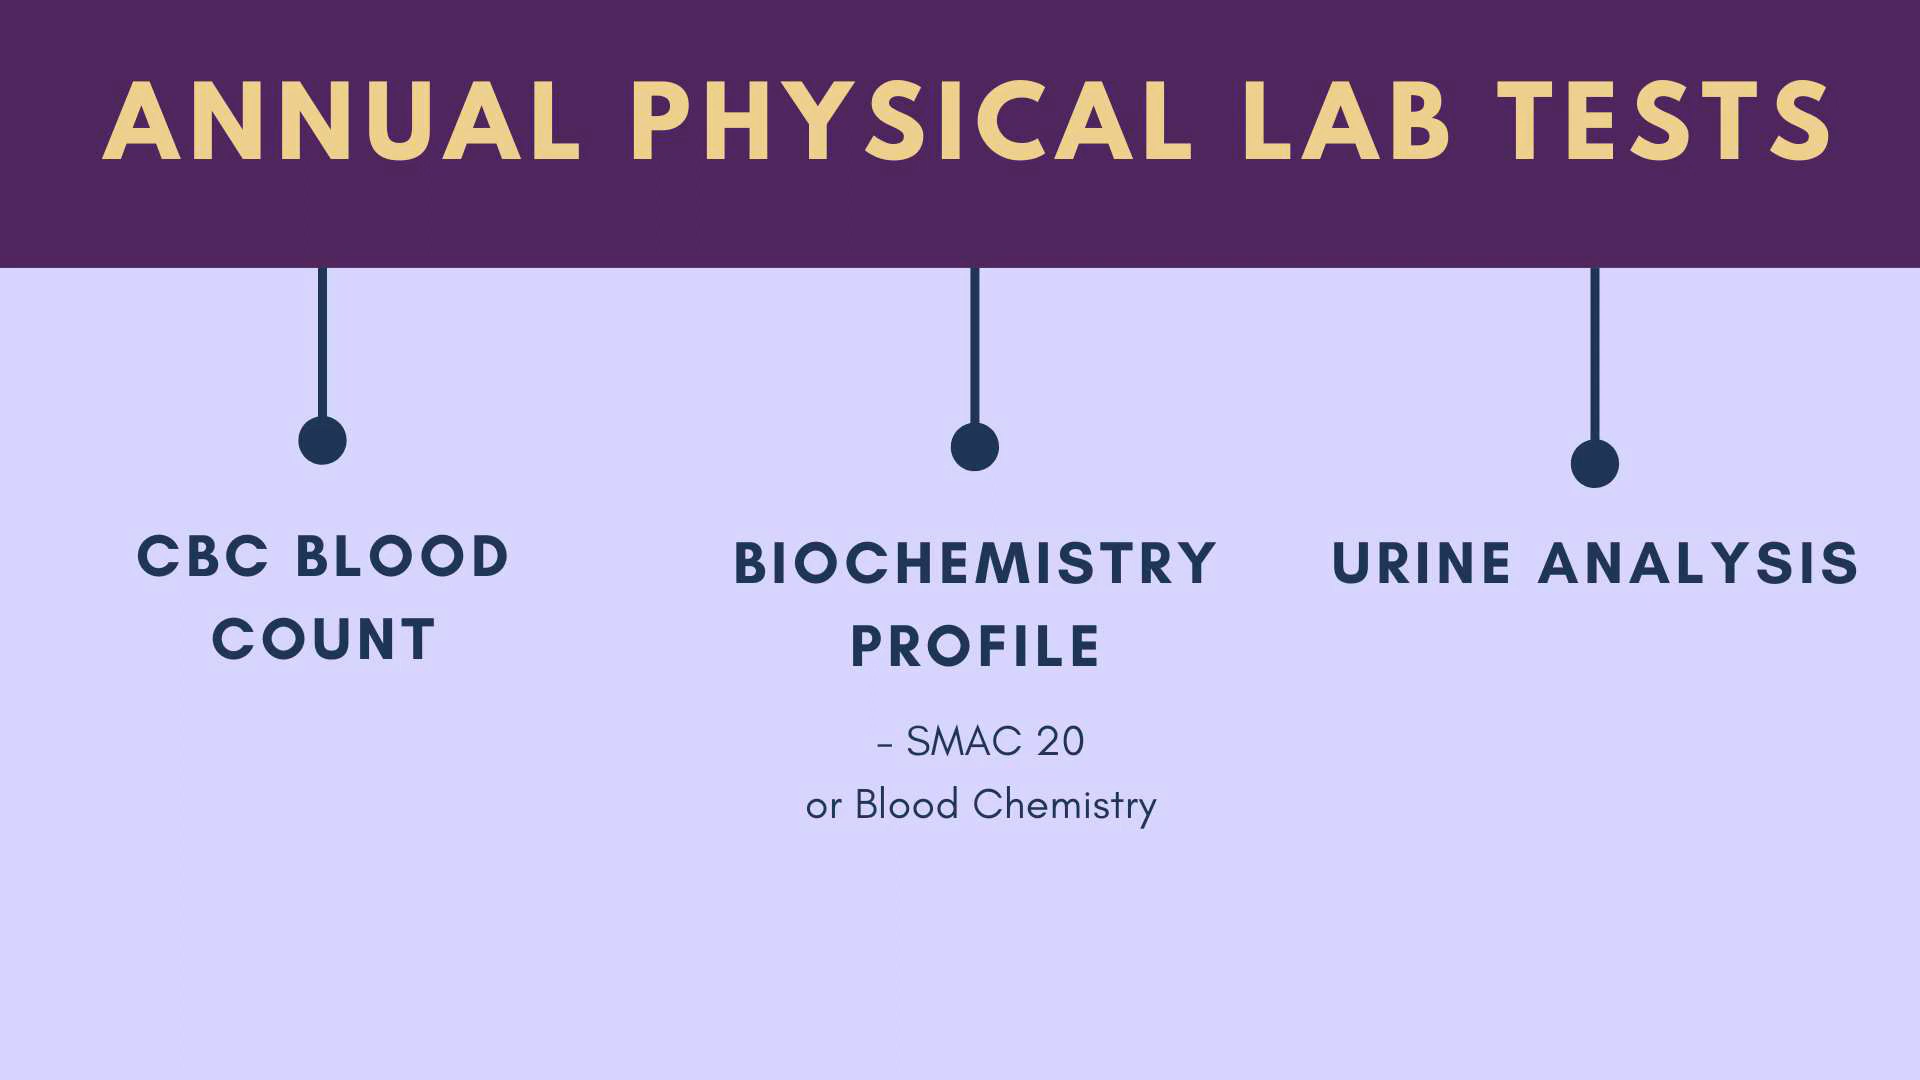 ANNUAL PHYSICAL LAB TESTS
CBC BLOOD
COUNT
BIOCHEMISTRY
PROFILE
- SMAC 20
or Blood Chemistry
URINE ANALYSIS